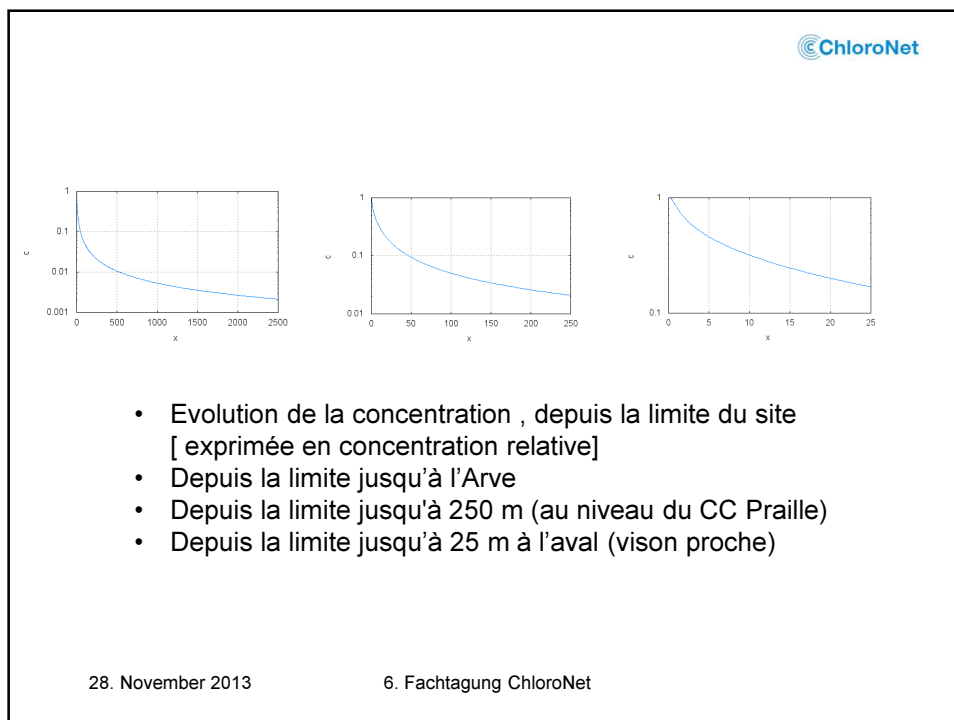 ChloroNet
1
0.1
0.01
0.001
c
0 500 1000 1500 2000 2500
x
1
0.1
0.01
c
0 50 100 150 200 250
x
1
0.1
c
0 5 10 15 20 25
x
• Evolution de la concentration , depuis la limite du site
[ exprimée en concentration relative]
• Depuis la limite jusqu’à l’Arve
• Depuis la limite jusqu'à 250 m (au niveau du CC Praille)
• Depuis la limite jusqu’à 25 m à l’aval (vison proche)
28. November 2013 6. Fachtagung ChloroNet